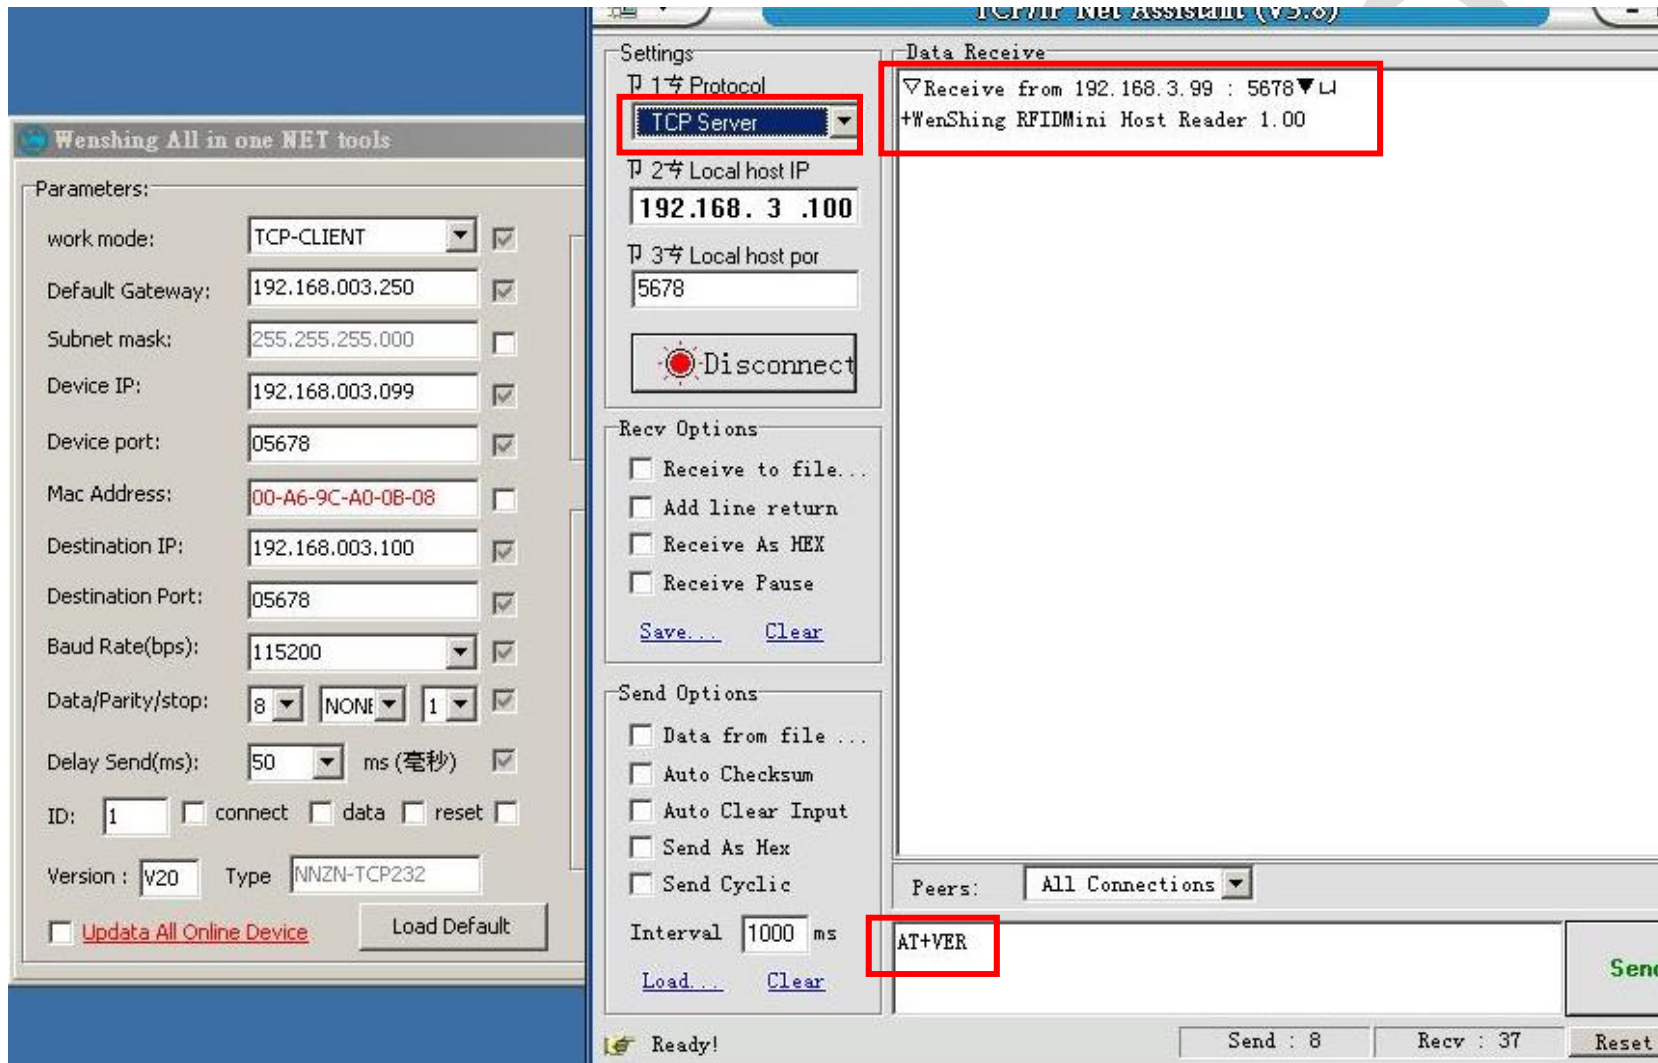 Wenshing All in one NET tools
Parameters:
work mode: TCP-CLIENT
Default Gateway: 192.168.003.250
Subnet mask: 255.255.255.000
Device IP: 192.168.003.099
Device port: 05678
Mac Address: 00-A6-9C-A0-0B-08
Destination IP: 192.168.003.100
Destination Port: 05678
Baud Rate(bps): 115200
Data/Parity/stop: 8 NONE 1
Delay Send(ms): 50 ms (毫秒)
ID: 1 connect data reset
Version : V20 Type NNZN-TCP232
Updata All Online Device Load Default
TCP/IP Net Assistant (V3.8)
Settings
1 Protocol
TCP Server
2 Local host IP
192.168. 3 .100
3 Local host por
5678
Disconnect
Recv Options
Receive to file...
Add line return
Receive As HEX
Receive Pause
Save... Clear
Send Options
Data from file ...
Auto Checksum
Auto Clear Input
Send As Hex
Send Cyclic
Interval 1000 ms
Load... Clear
Data Receive
▽Receive from 192.168.3.99 : 5678▼
+WenShing RFIDMini Host Reader 1.00
Peers: All Connections
AT+VER
Send
Ready! Send : 8 Recv : 37 Reset